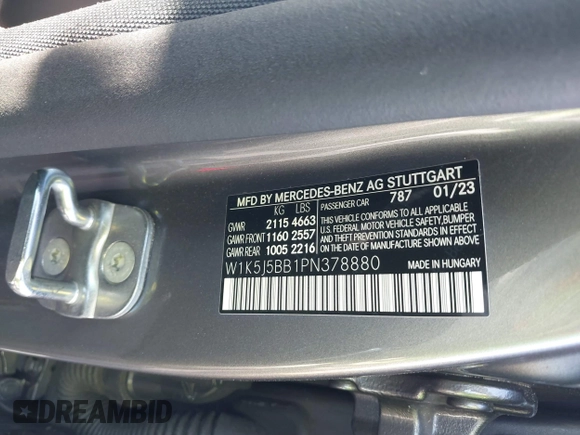 MFD BY MERCEDES-BENZ AG STUTTGART
KG LBS PASSENGER CAR 787 01/23
GVWR 2115 4663
GAWR FRONT 1160 2557
GAWR REAR 1005 2216
THIS VEHICLE CONFORMS TO ALL APPLICABLE
U.S. FEDERAL MOTOR VEHICLE SAFETY,BUMPER
AND THEFT PREVENTION STANDARDS IN EFFECT
ON THE DATE OF MANUFACTURE SHOWN ABOVE
W1K5J5BB1PN378880 MADE IN HUNGARY
DREAMBID